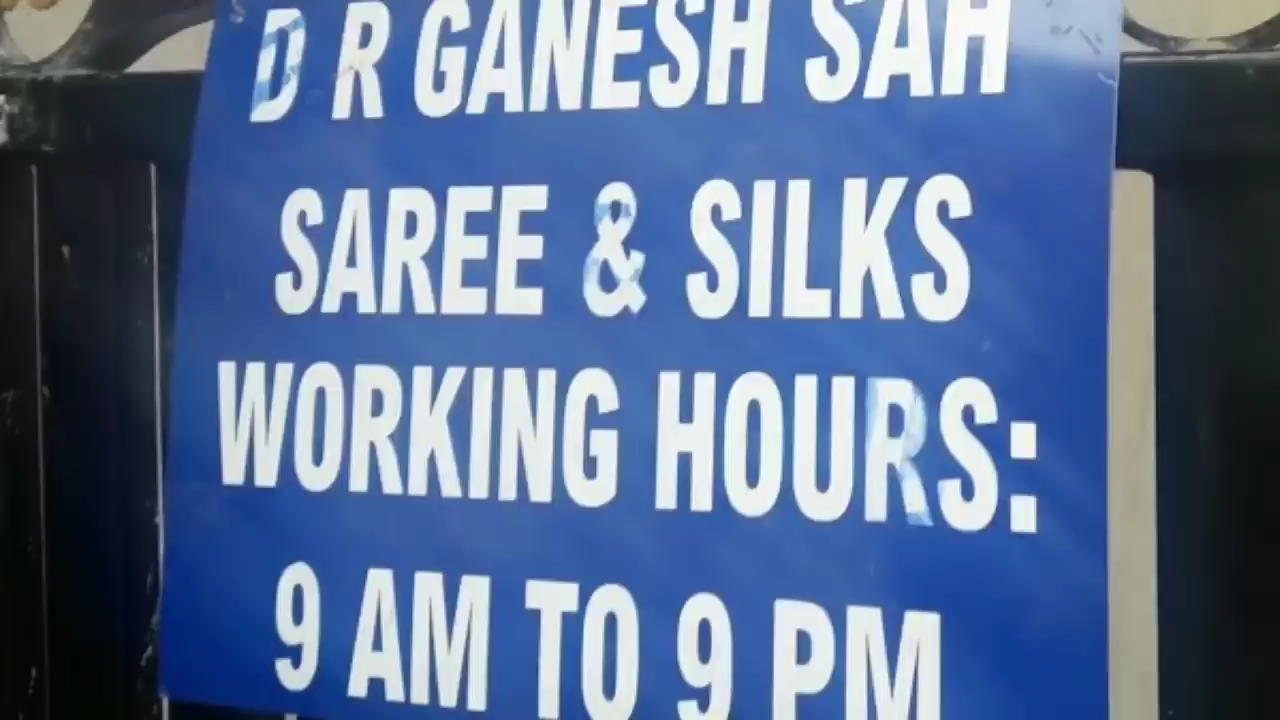 D R GANESH SAH
SAREE & SILKS
WORKING HOURS:
9 AM TO 9 PM